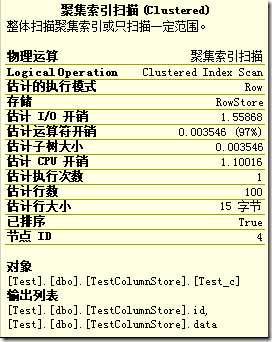 聚集索引扫描 (Clustered)
整体扫描聚集索引或只扫描一定范围。
物理运算 聚集索引扫描
Logical Operation Clustered Index Scan
估计的执行模式 Row
存储 RowStore
估计 I/O 开销 1.55868
估计运算符开销 0.003546 (97%)
估计子树大小 0.003546
估计 CPU 开销 1.10016
估计执行次数 1
估计行数 100
估计行大小 15 字节
已排序 True
节点 ID 4
对象
[Test].[dbo].[TestColumnStore].[Test_c]
输出列表
[Test].[dbo].[TestColumnStore].id,
[Test].[dbo].[TestColumnStore].data